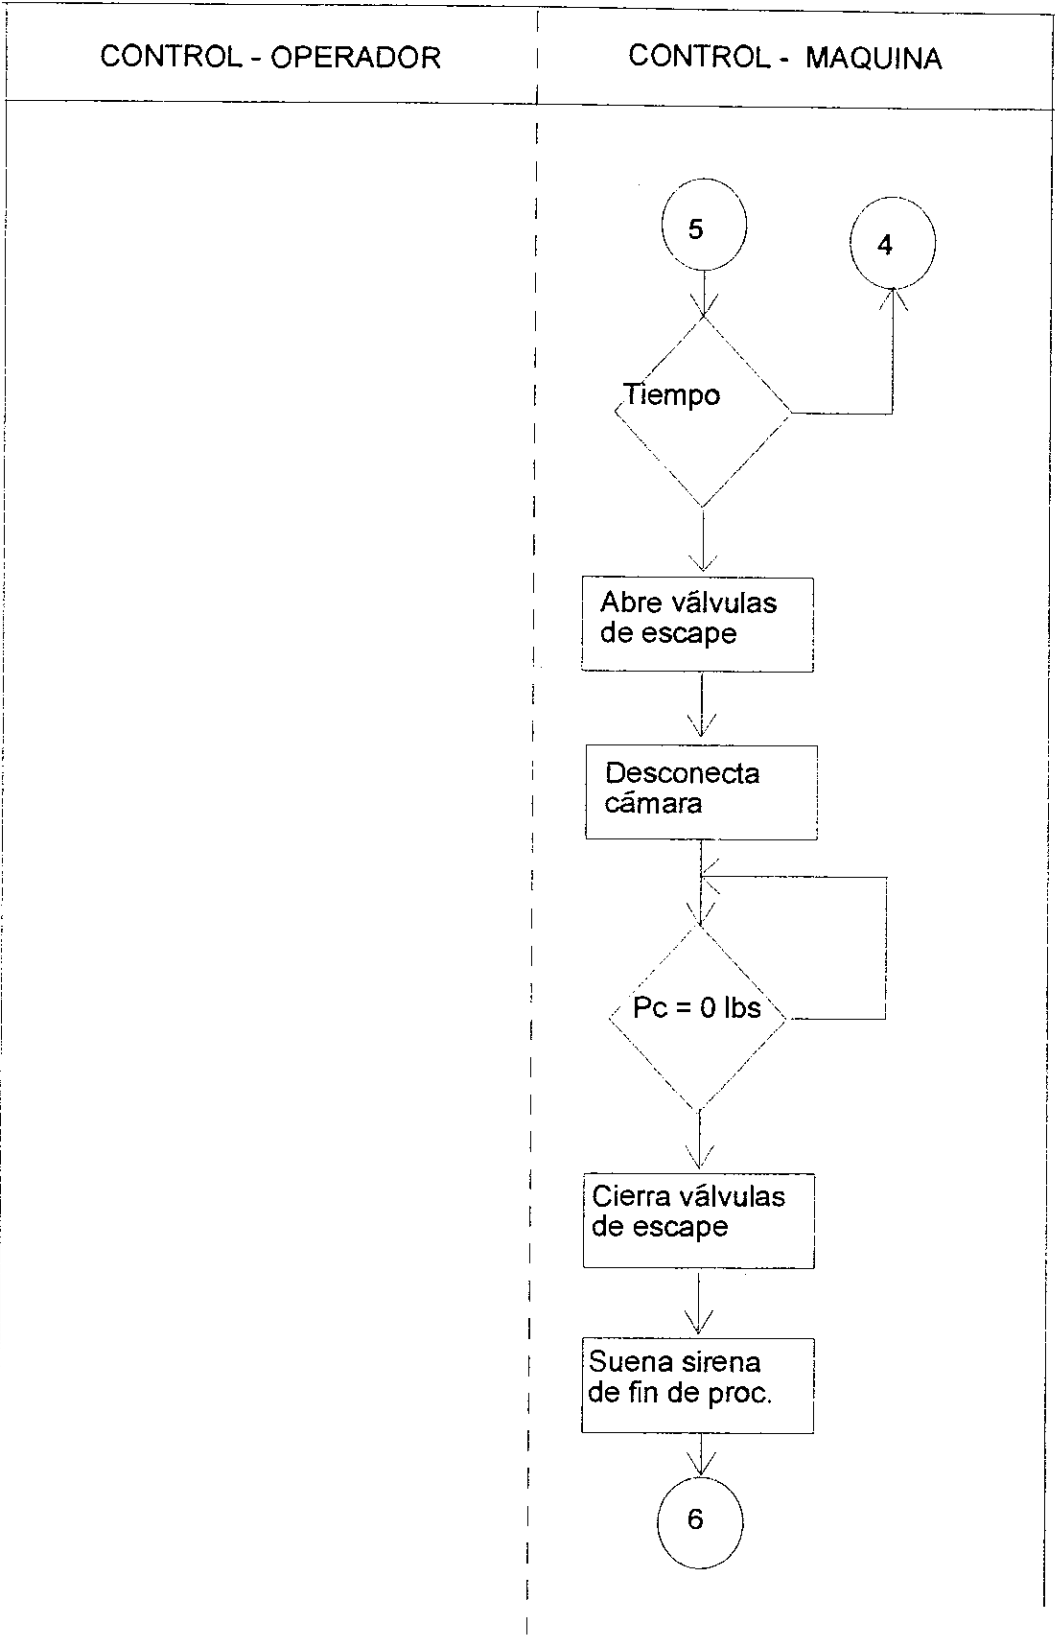 CONTROL - OPERADOR
CONTROL - MAQUINA
5
4
Tiempo
Abre válvulas
de escape
Desconecta
cámara
Pc = 0 lbs
Cierra válvulas
de escape
Suena sirena
de fin de proc.
6